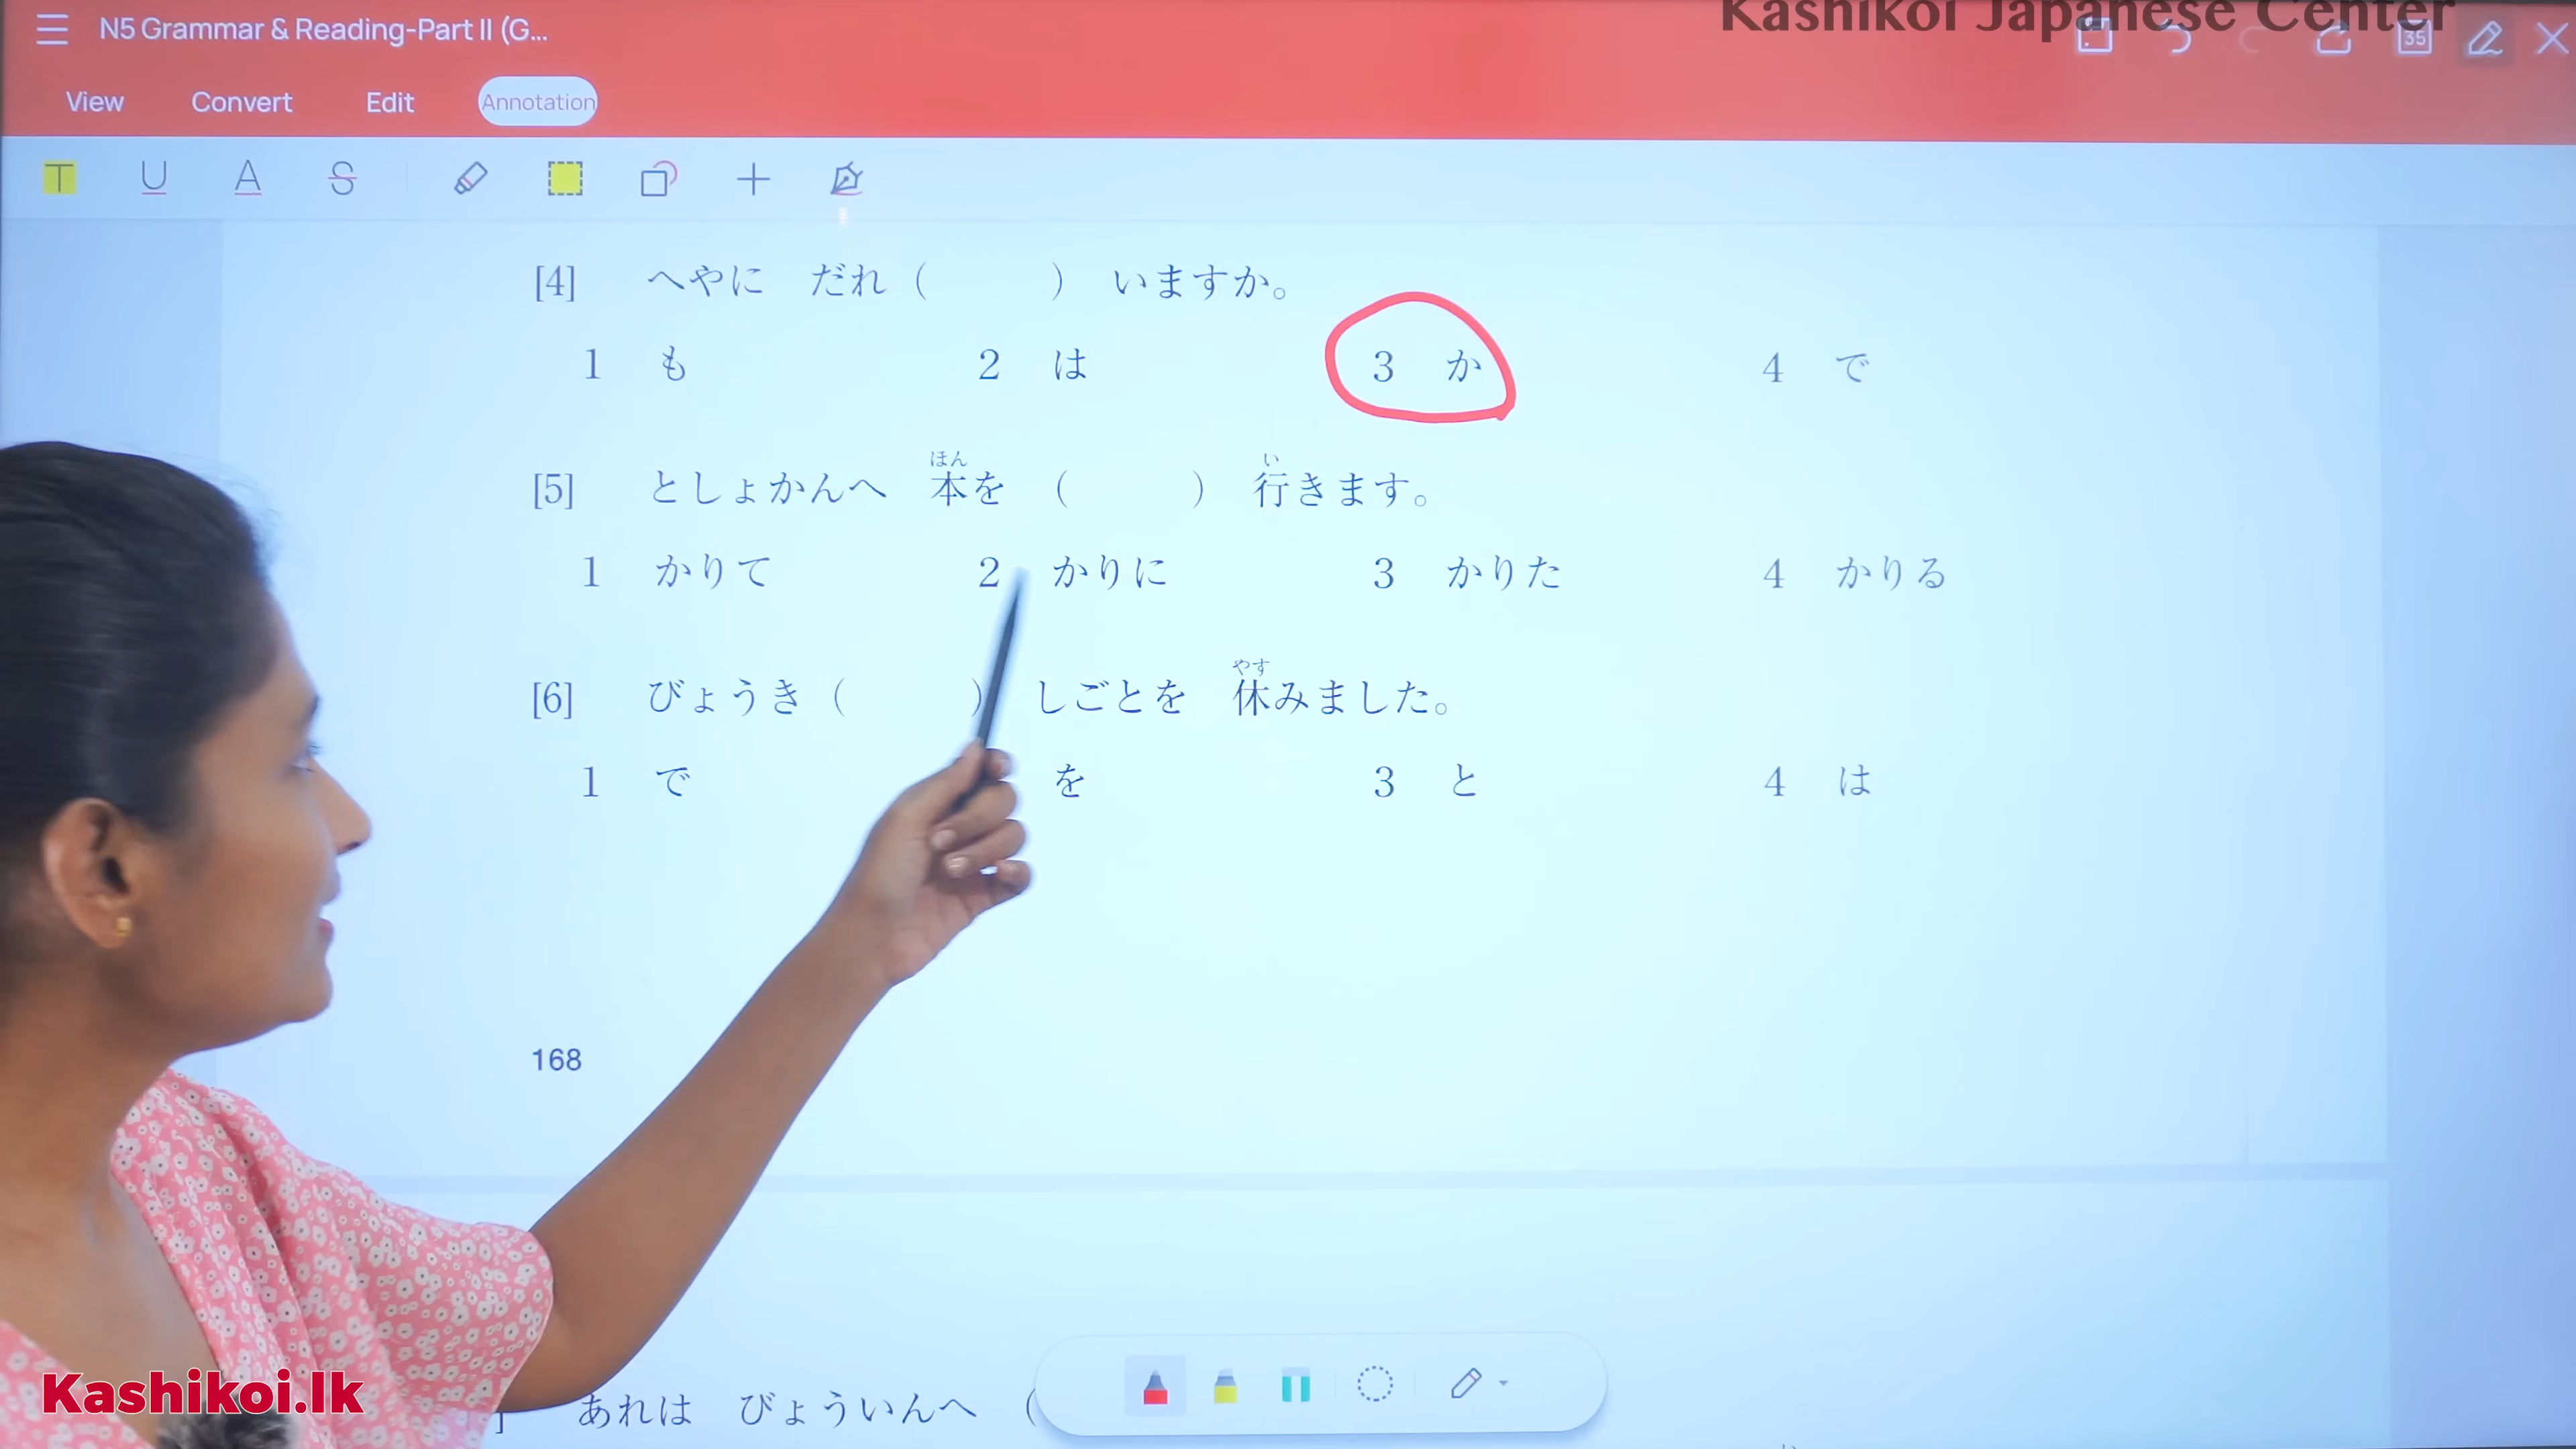 Kashikoi Japanese Center
N5 Grammar & Reading-Part II (G...
35
View Convert Edit Annotation
T U A S
[4] へやに だれ（ ） いますか。
1 も 2 は 3 か 4 で
ほん い
[5] としょかんへ 本を （ ） 行きます。
1 かりて 2 かりに 3 かりた 4 かりる
やす
[6] びょうき（ ） しごとを 休みました。
1 で を 3 と 4 は
168
Kashikoi.lk
] あれは びょういんへ （